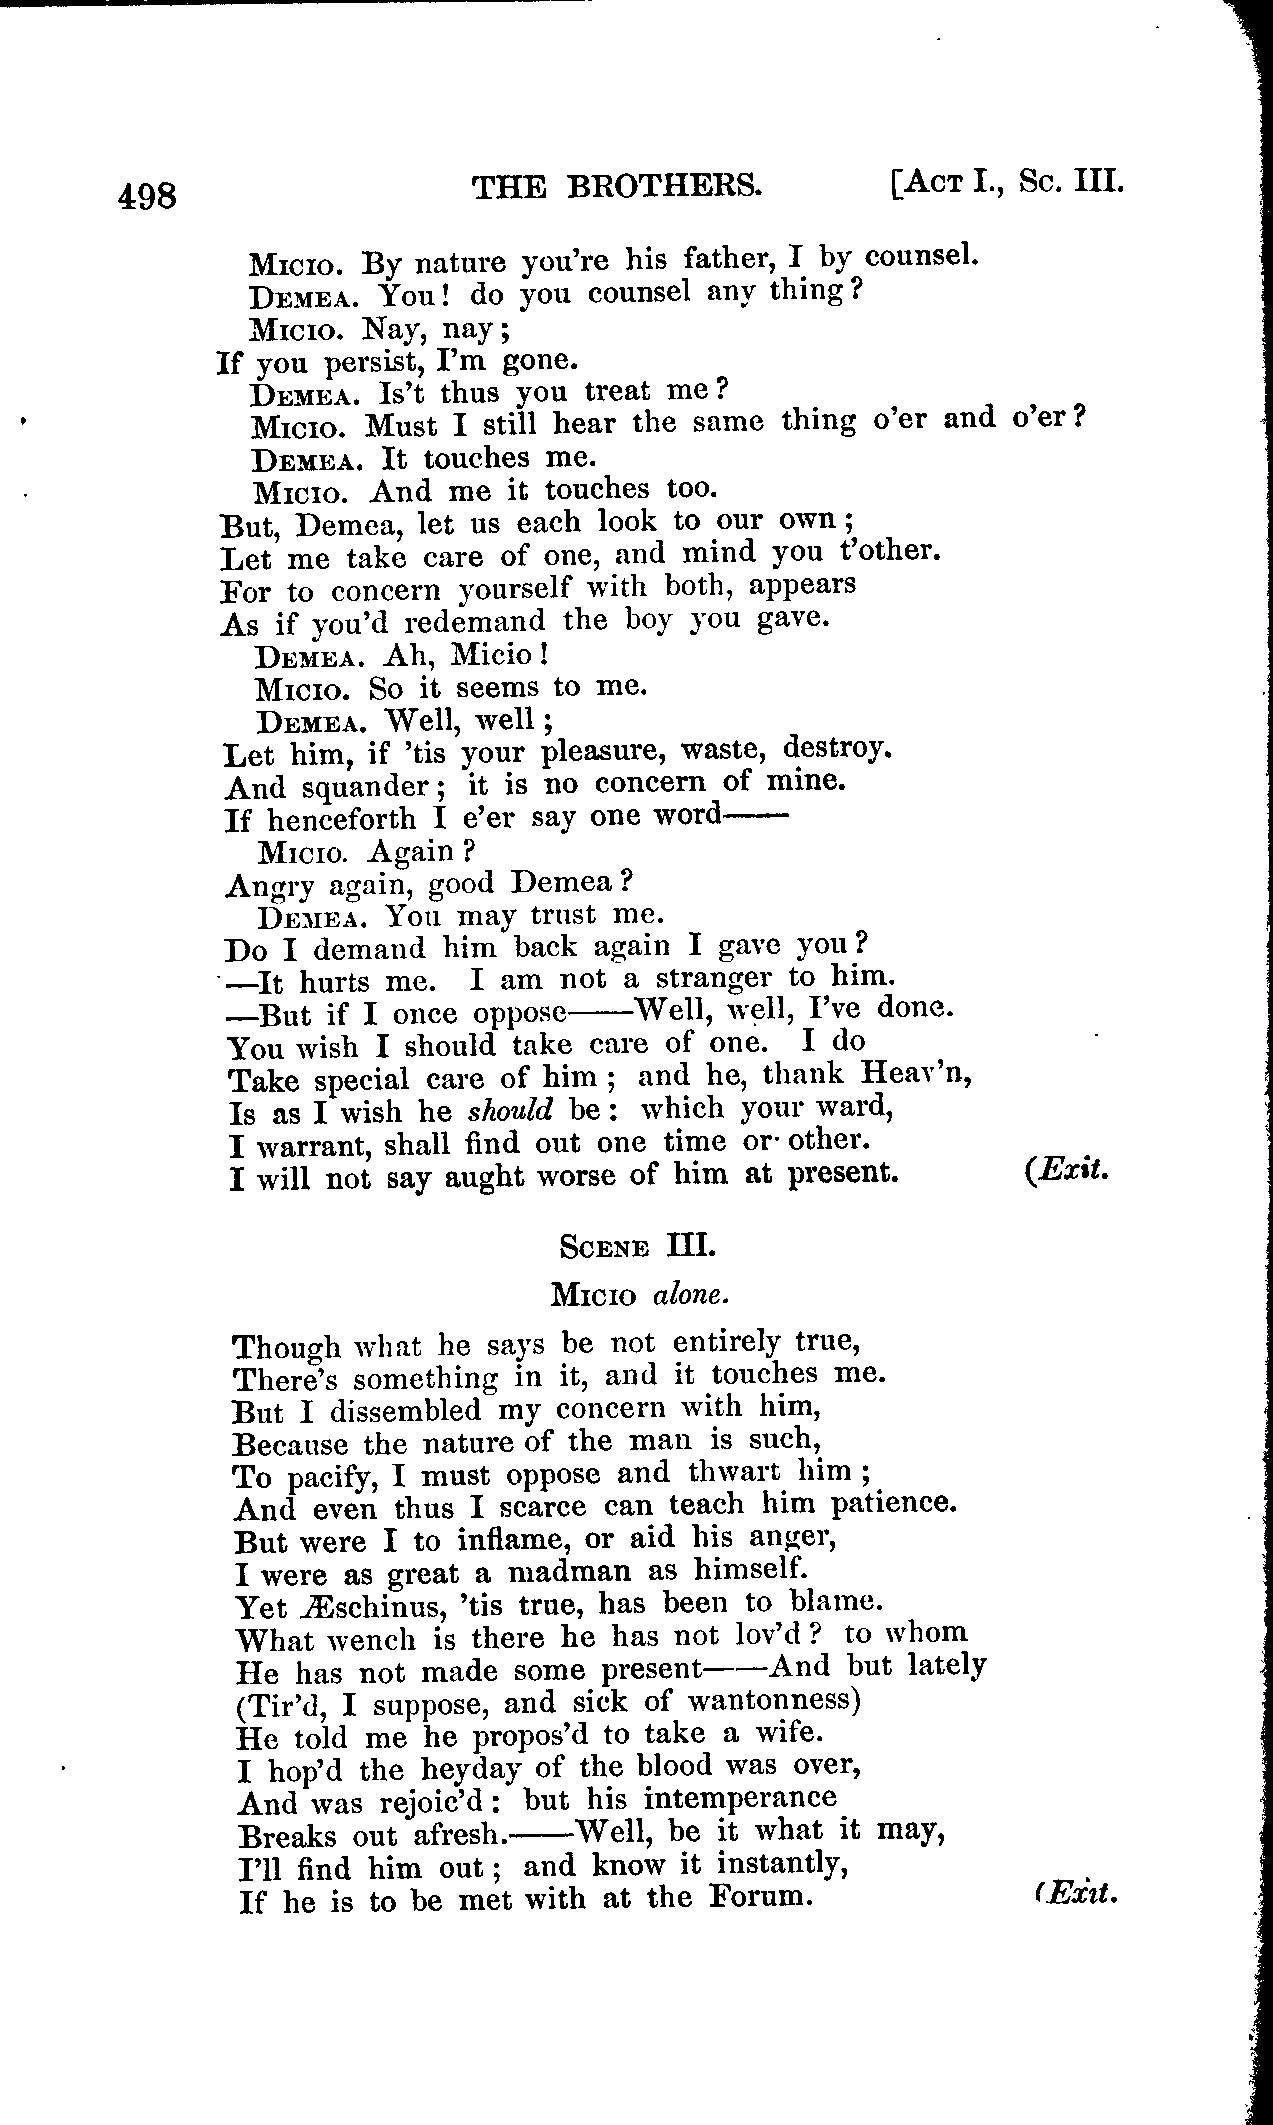 498 THE BROTHERS. [ACT I., SC. III.
MICIO. By nature you're his father, I by counsel.
DEMEA. You! do you counsel any thing?
MICIO. Nay, nay;
If you persist, I'm gone.
DEMEA. Is't thus you treat me?
MICIO. Must I still hear the same thing o'er and o'er?
DEMEA. It touches me.
MICIO. And me it touches too.
But, Demea, let us each look to our own;
Let me take care of one, and mind you t'other.
For to concern yourself with both, appears
As if you'd redemand the boy you gave.
DEMEA. Ah, Micio!
MICIO. So it seems to me.
DEMEA. Well, well;
Let him, if 'tis your pleasure, waste, destroy.
And squander; it is no concern of mine.
If henceforth I e'er say one word——
MICIO. Again?
Angry again, good Demea?
DEMEA. You may trust me.
Do I demand him back again I gave you?
—It hurts me. I am not a stranger to him.
—But if I once oppose——Well, well, I've done.
You wish I should take care of one. I do
Take special care of him; and he, thank Heav'n,
Is as I wish he should be: which your ward,
I warrant, shall find out one time or other.
I will not say aught worse of him at present. (Exit.
SCENE III.
MICIO alone.
Though what he says be not entirely true,
There's something in it, and it touches me.
But I dissembled my concern with him,
Because the nature of the man is such,
To pacify, I must oppose and thwart him;
And even thus I scarce can teach him patience.
But were I to inflame, or aid his anger,
I were as great a madman as himself.
Yet Æschinus, 'tis true, has been to blame.
What wench is there he has not lov'd? to whom
He has not made some present——And but lately
(Tir'd, I suppose, and sick of wantonness)
He told me he propos'd to take a wife.
I hop'd the heyday of the blood was over,
And was rejoic'd: but his intemperance
Breaks out afresh.——Well, be it what it may,
I'll find him out; and know it instantly,
If he is to be met with at the Forum. (Exit.